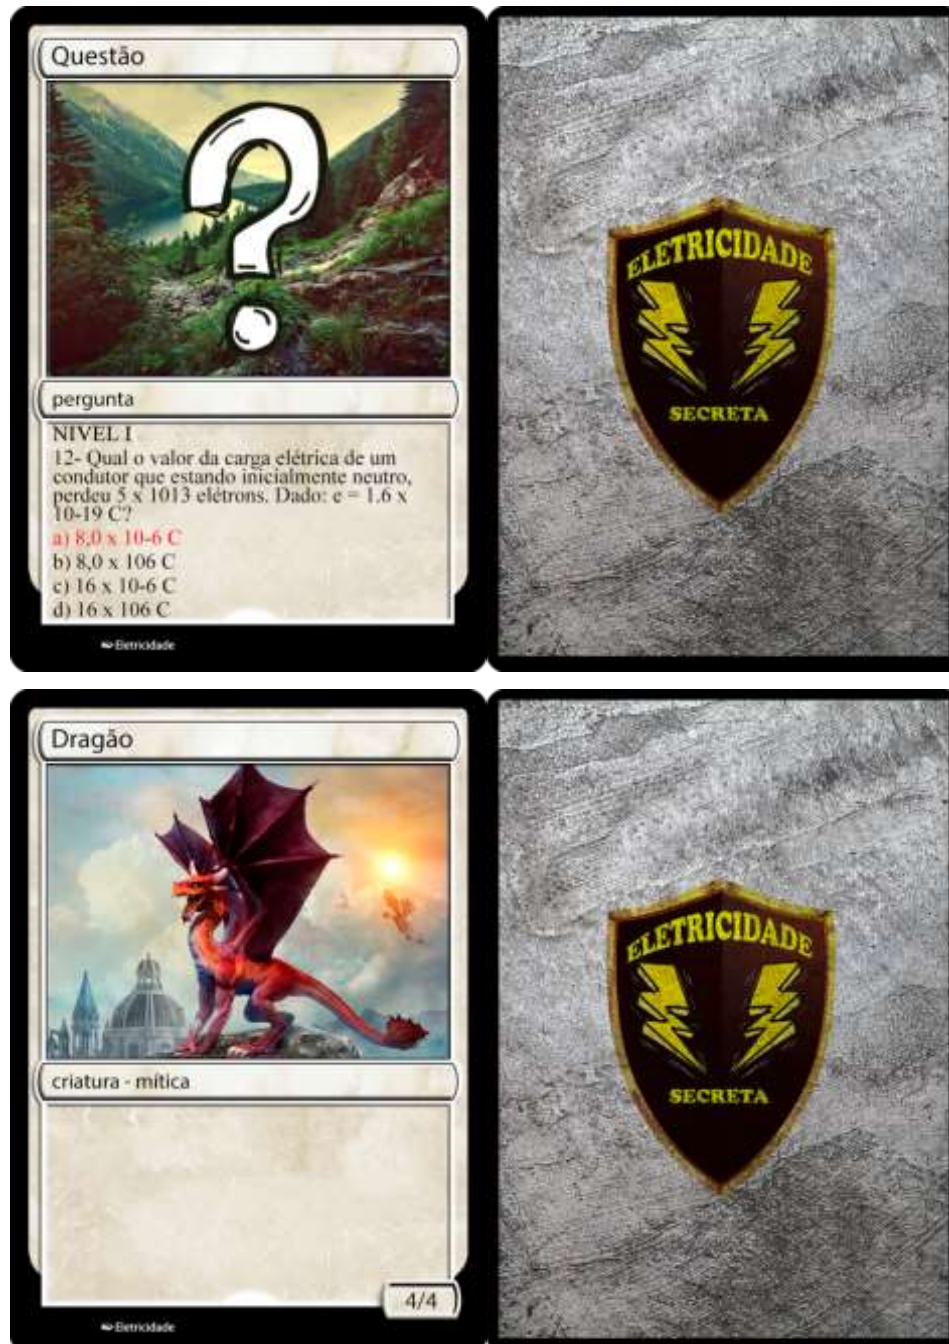 Questão
pergunta
NIVEL I
12- Qual o valor da carga elétrica de um
condutor que estando inicialmente neutro,
perdeu 5 x 1013 elétrons. Dado: e = 1.6 x
10-19 C?
a) 8,0 x 10-6 C
b) 8,0 x 106 C
c) 16 x 10-6 C
d) 16 x 106 C
Eletricidade
ELETRICIDADE
SECRETA
Dragão
criatura - mítica
4/4
Eletricidade
ELETRICIDADE
SECRETA